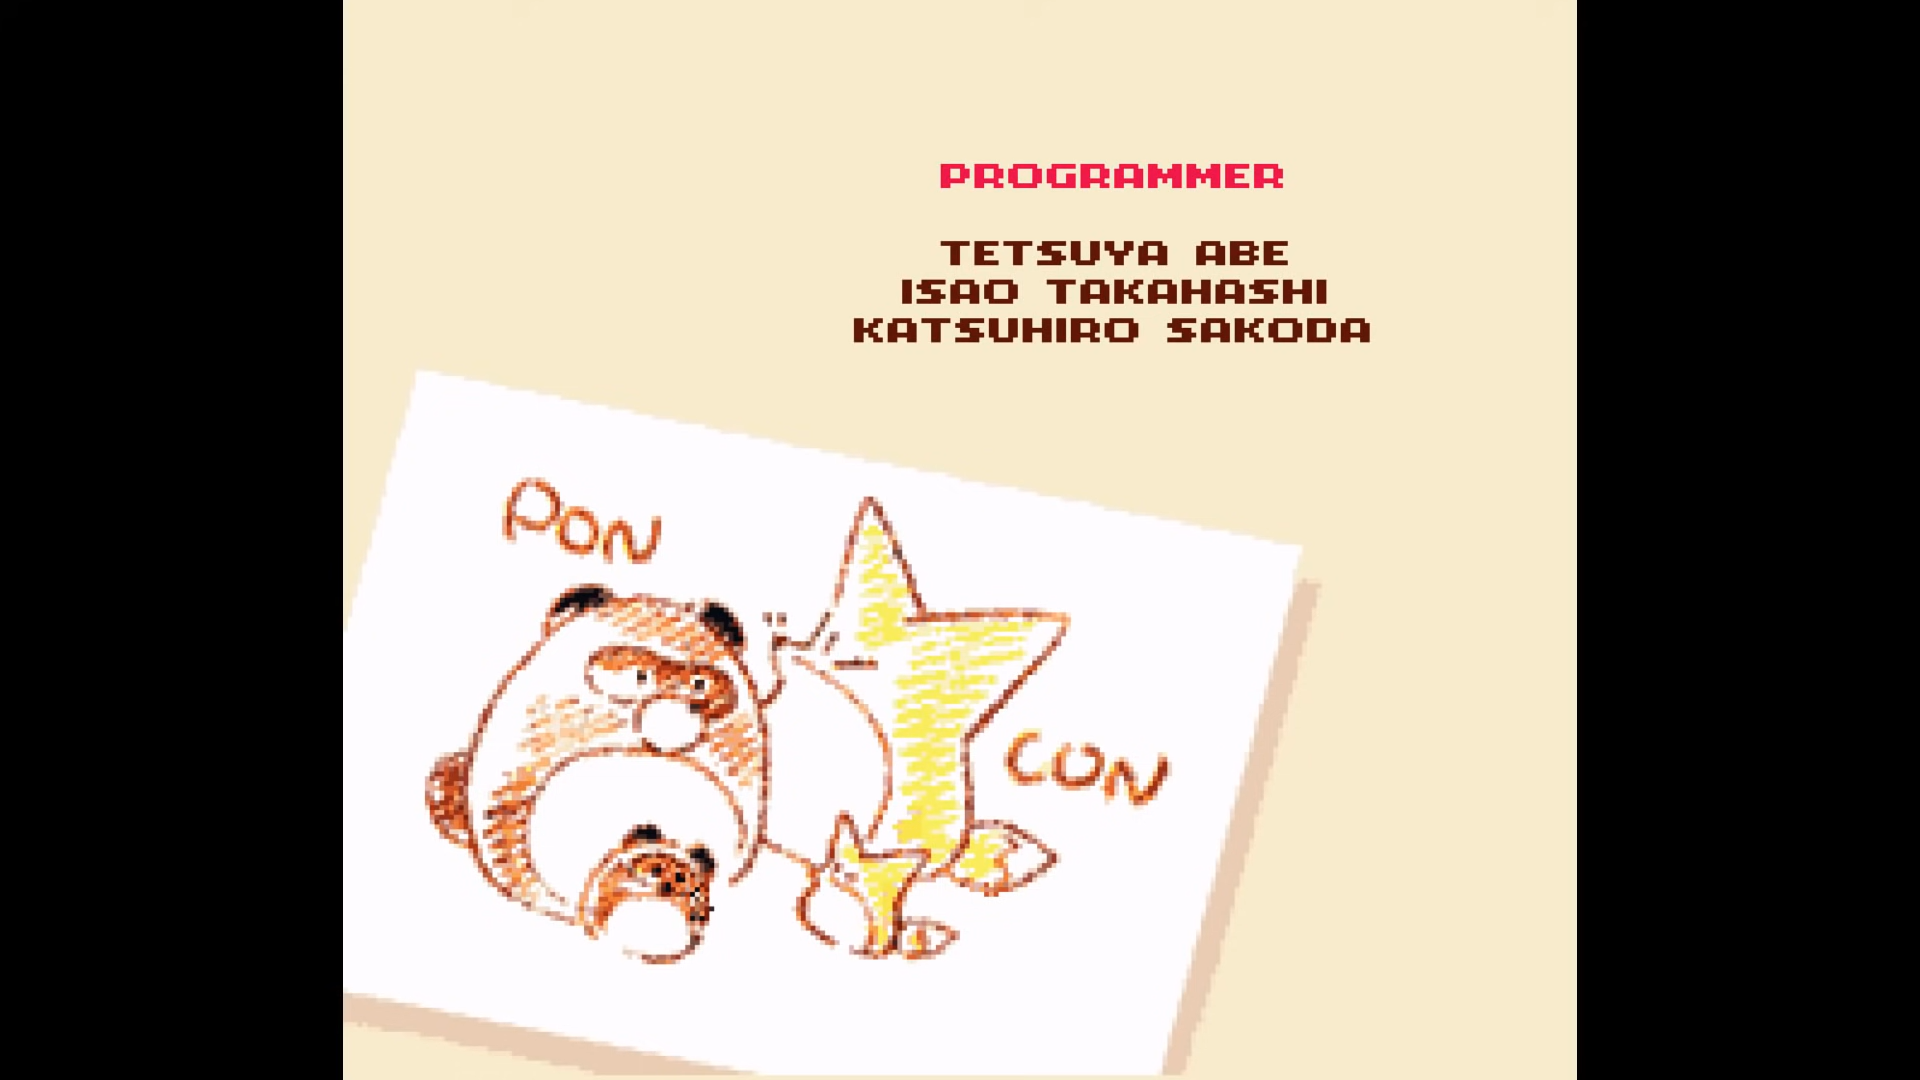 PROGRAMMER
TETSUYA ABE
ISAO TAKAHASHI
KATSUHIRO SAKODA
PON
CON